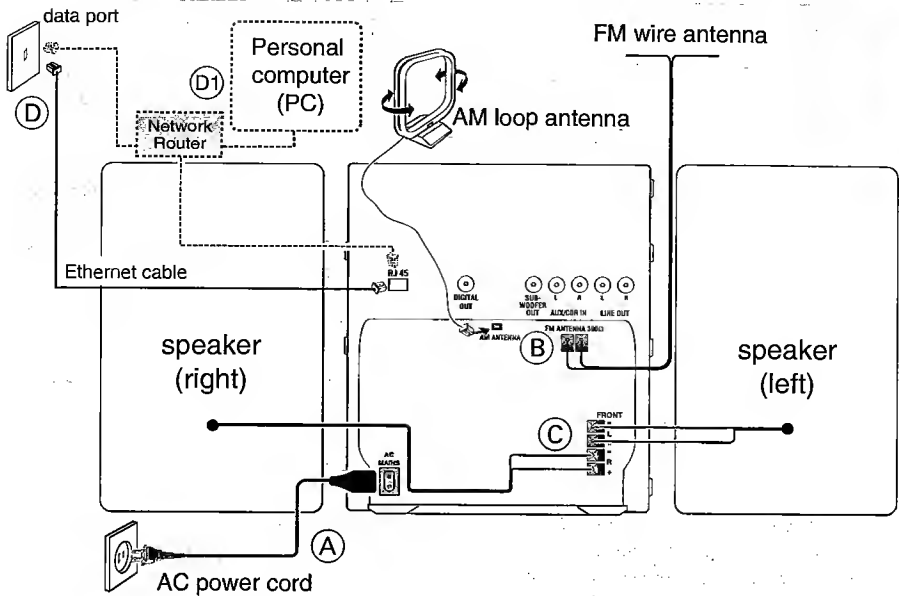 data port
FM wire antenna
D1
Personal
computer
(PC)
D
AM loop antenna
Network
Router
RJ 45
Ethernet cable
DIGITAL
OUT
SUB-
WOOFER
OUT
L R
AUX/CDR IN
L R
LINE OUT
AM ANTENNA
FM ANTENNA 300Ω
B
speaker
(right)
speaker
(left)
FRONT
C
–
L
+
–
R
+
AC
MAINS
A
AC power cord